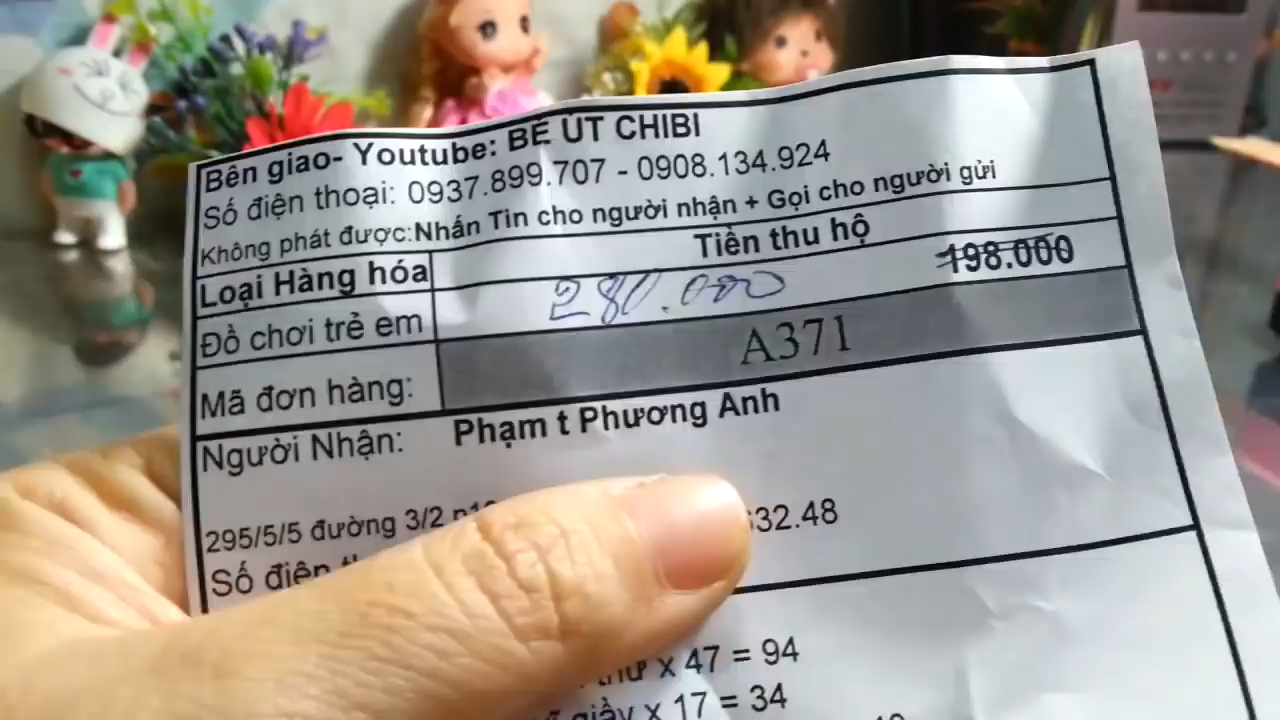 Bên giao- Youtube: BÉ ÚT CHIBI
Số điện thoại: 0937.899.707 - 0908.134.924
Không phát được:Nhắn Tin cho người nhận + Gọi cho người gửi
Loại Hàng hóa Tiền thu hộ
Đồ chơi trẻ em 280.000 198.000
Mã đơn hàng: A371
Người Nhận: Phạm t Phương Anh
295/5/5 đường 3/2 32.48
Số điện
x 47 = 94
giầy x 17 = 34